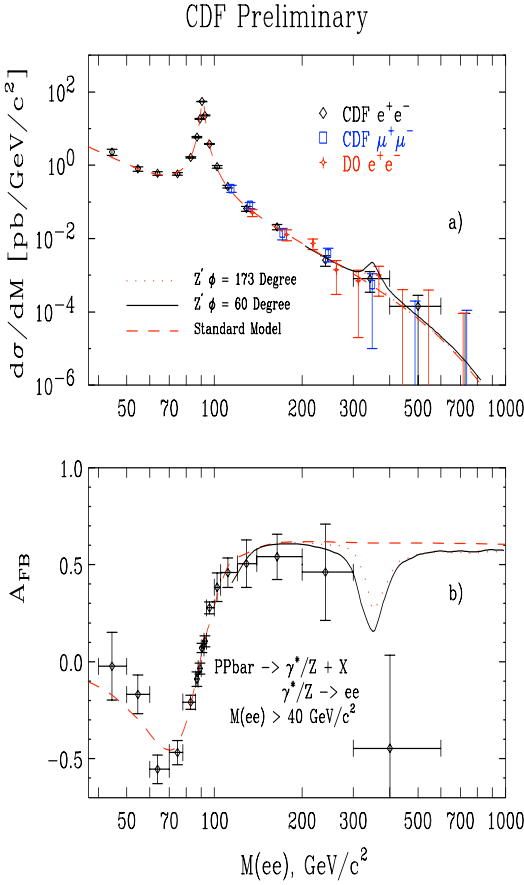 CDF Preliminary
dσ/dM [pb/GeV/c²]
10²
10⁰
10⁻²
10⁻⁴
10⁻⁶
CDF e⁺e⁻
CDF μ⁺μ⁻
DO e⁺e⁻
a)
Z′ ϕ = 173 Degree
Z′ ϕ = 60 Degree
Standard Model
50 70 100 200 300 500 700 1000
A_FB
1.0
0.5
0.0
-0.5
b)
PPbar -> γ*/Z + X
γ*/Z -> ee
M(ee) > 40 GeV/c²
50 70 100 200 300 500 700 1000
M(ee), GeV/c²